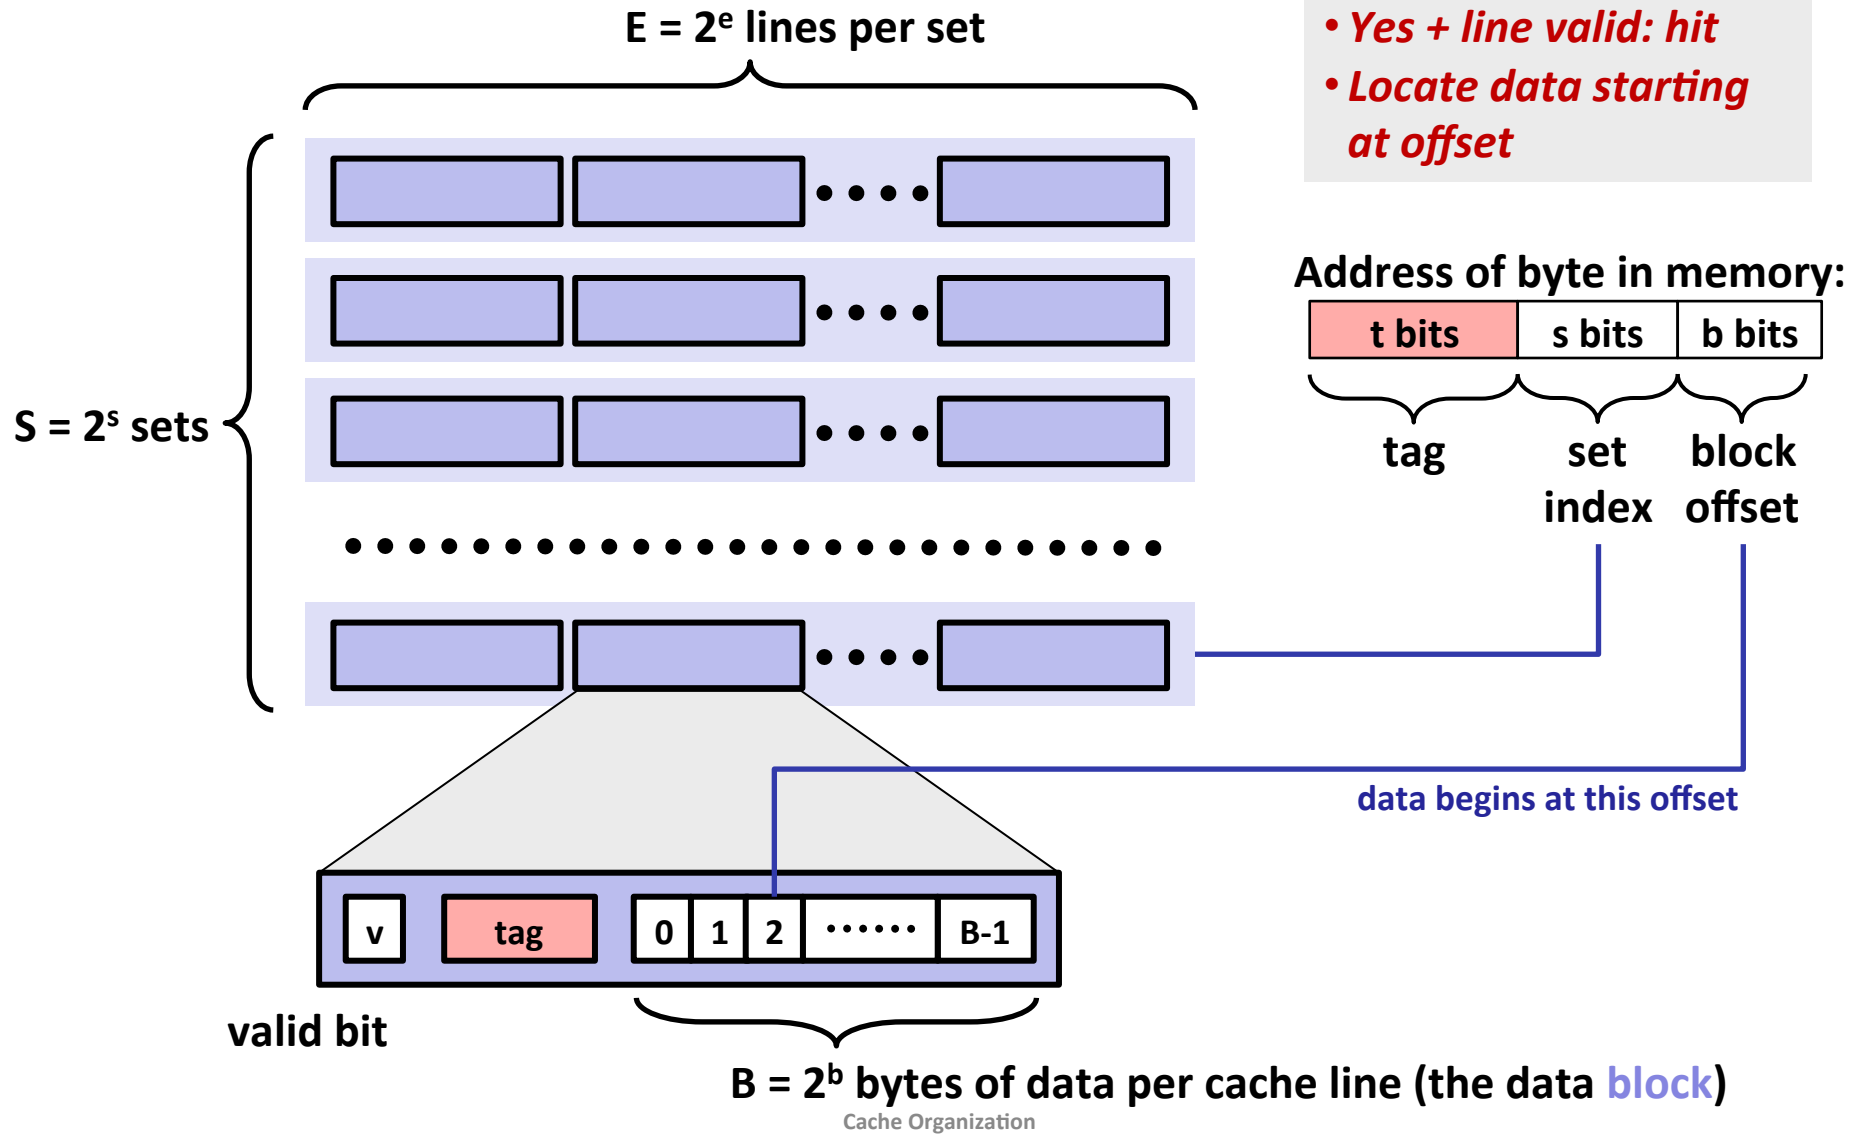 E = 2ᵉ lines per set
• Yes + line valid: hit
• Locate data starting
at offset
Address of byte in memory:
t bits s bits b bits
S = 2ˢ sets
tag set block
index offset
data begins at this offset
v tag 0 1 2 •••••• B-1
valid bit
B = 2ᵇ bytes of data per cache line (the data block)
Cache Organization